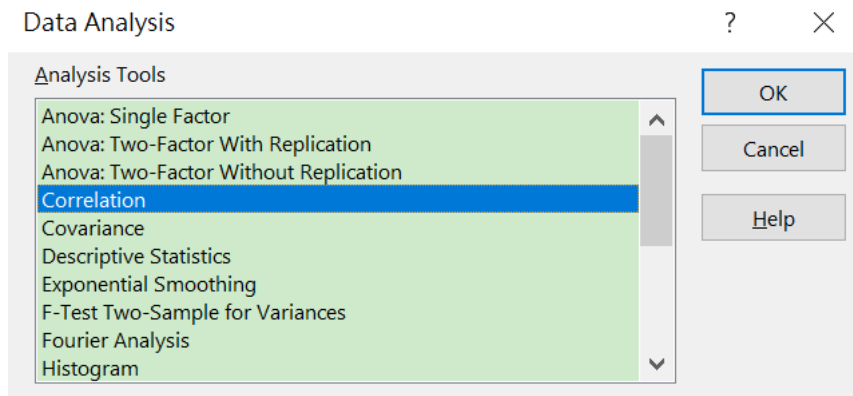 Data Analysis
?
Analysis Tools
Anova: Single Factor
Anova: Two-Factor With Replication
Anova: Two-Factor Without Replication
Correlation
Covariance
Descriptive Statistics
Exponential Smoothing
F-Test Two-Sample for Variances
Fourier Analysis
Histogram
OK
Cancel
Help